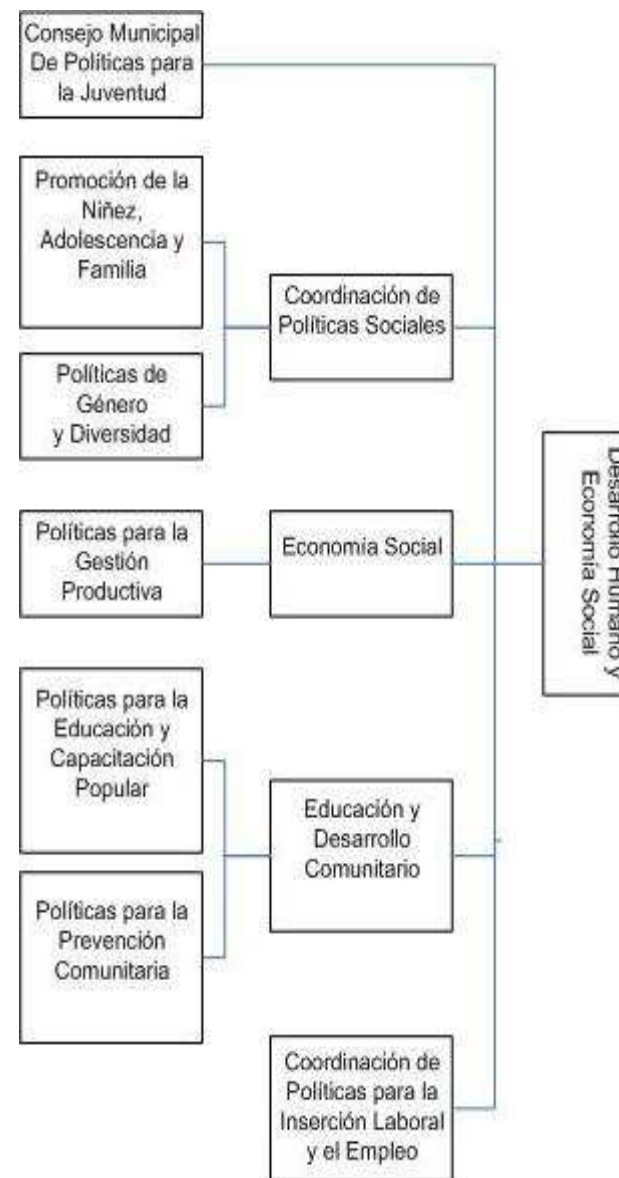 Consejo Municipal
De Políticas para
la Juventud
Promoción de la
Niñez,
Adolescencia y
Familia
Coordinación de
Políticas Sociales
Políticas de
Género
y Diversidad
Desarrollo Humano y
Economía Social
Políticas para la
Gestión
Productiva
Economía Social
Políticas para la
Educación y
Capacitación
Popular
Educación y
Desarrollo
Comunitario
Políticas para la
Prevención
Comunitaria
Coordinación de
Políticas para la
Inserción Laboral
y el Empleo